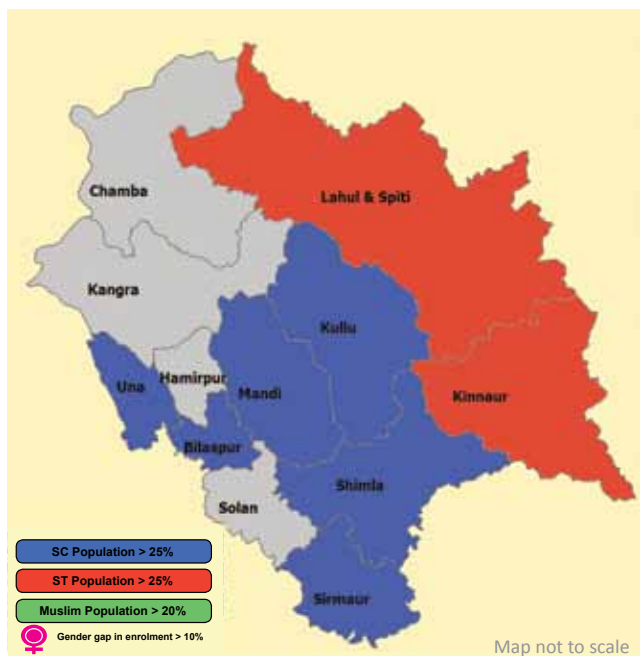 Chamba
Lahul & Spiti
Kangra
Kullu
Una
Hamirpur
Mandi
Kinnaur
Bilaspur
Shimla
Solan
SC Population > 25%
ST Population > 25%
Muslim Population > 20%
Sirmaur
Gender gap in enrolment > 10%
Map not to scale